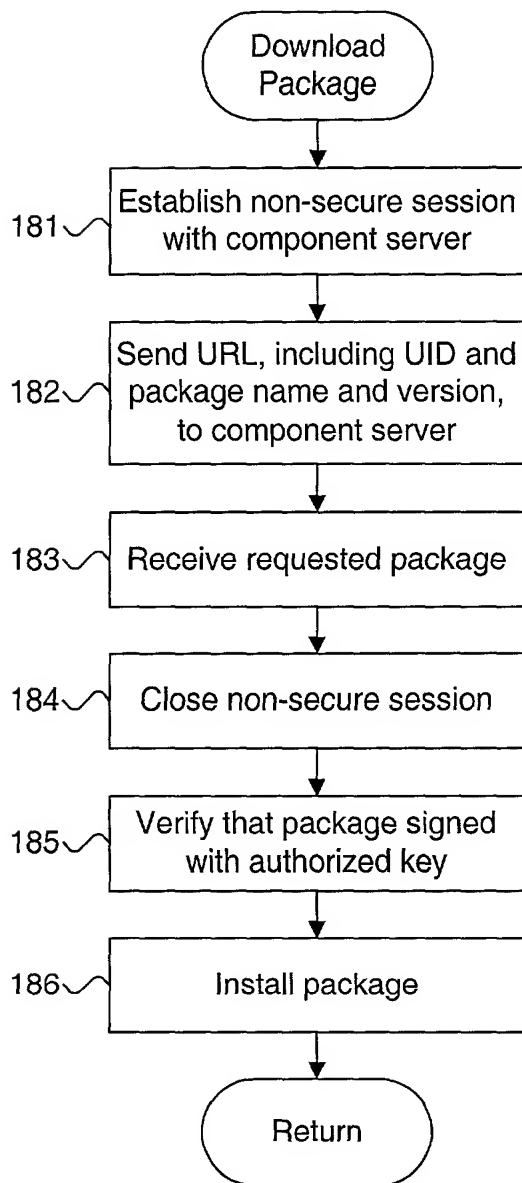 Download
Package
181
Establish non-secure session
with component server
182
Send URL, including UID and
package name and version,
to component server
183
Receive requested package
184
Close non-secure session
185
Verify that package signed
with authorized key
186
Install package
Return